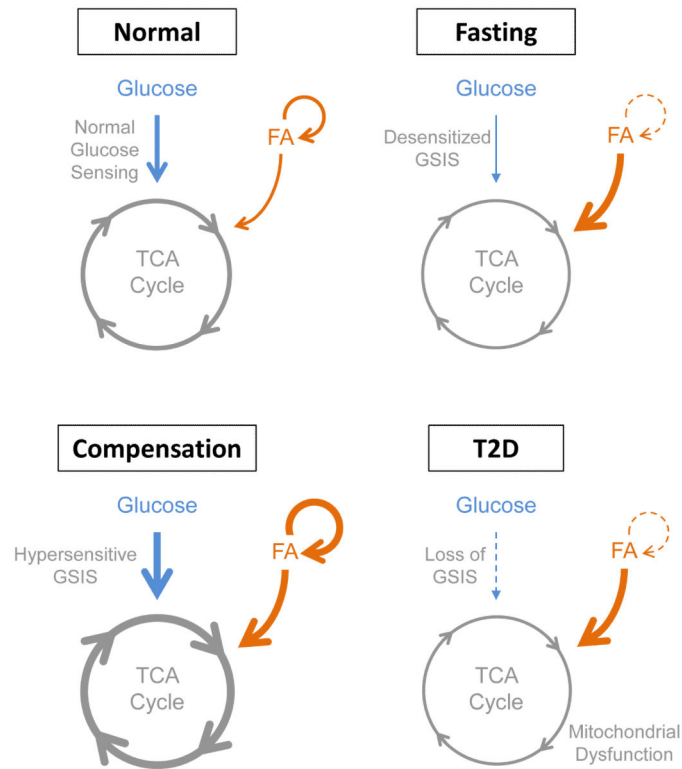 Normal
Glucose
Normal
Glucose
Sensing
FA
TCA
Cycle
Fasting
Glucose
Desensitized
GSIS
FA
TCA
Cycle
Compensation
Glucose
Hypersensitive
GSIS
FA
TCA
Cycle
T2D
Glucose
Loss of
GSIS
FA
TCA
Cycle
Mitochondrial
Dysfunction